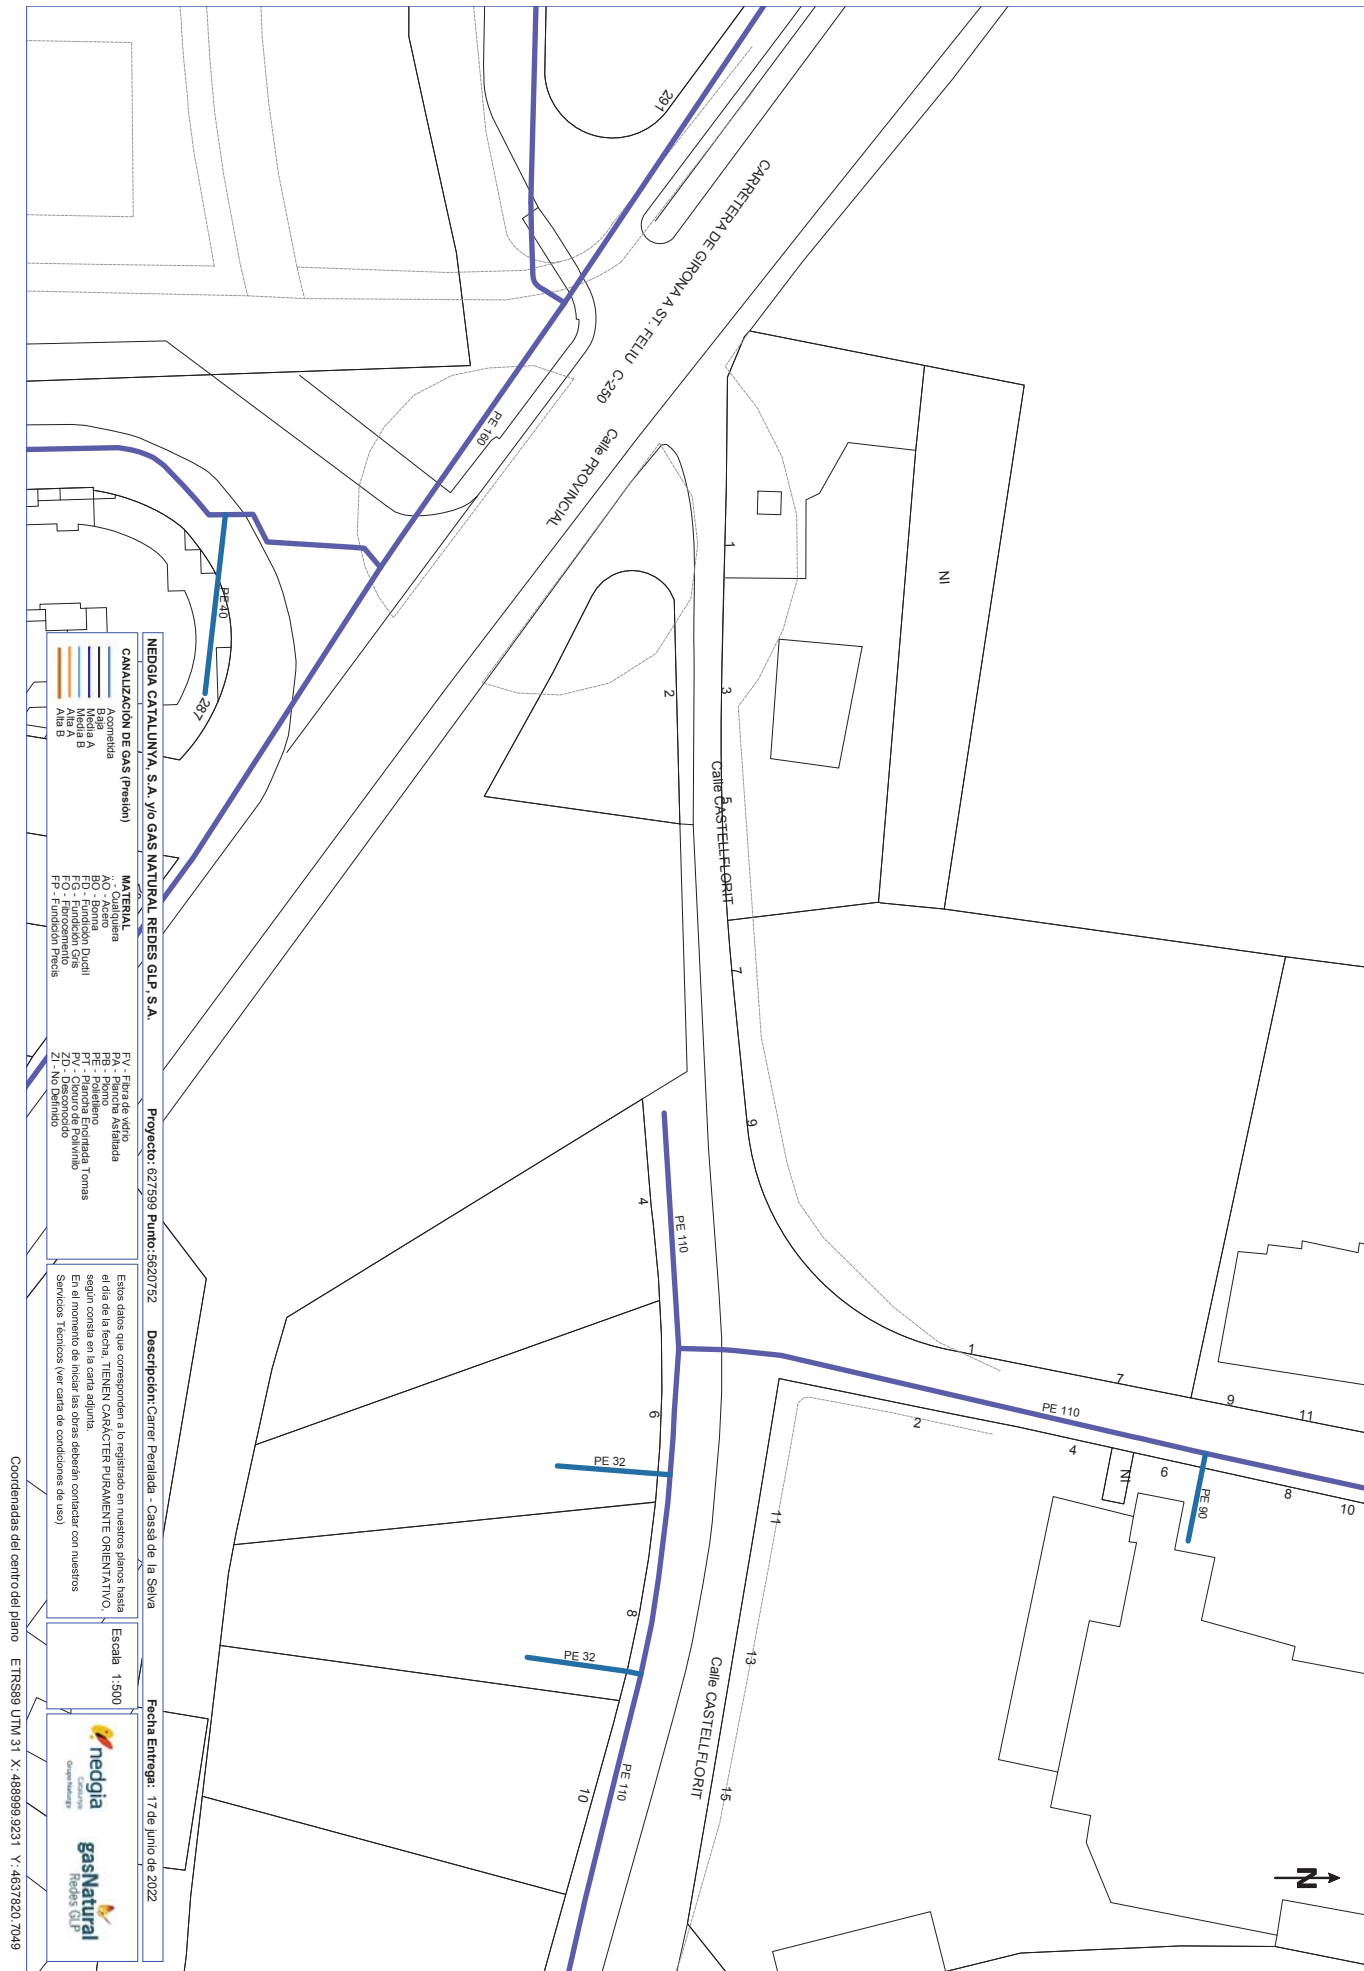 291
CARRETERA DE GIRONA A ST. FELIU C-250
Calle PROVINCIAL
PE 160
PE 40
287
NI
1
3
5
Calle CASTELLFLORIT
7
9
2
4
PE 110
6
PE 32
8
PE 32
10
PE 110
1
7
9
11
PE 110
2
4
NI
6
8
10
PE 90
11
13
15
Calle CASTELLFLORIT
N
NEDGIA CATALUNYA, S.A. y/o GAS NATURAL REDES GLP, S.A.
Proyecto: 627599 Punto:5620752
Descripción:Carrer Peralada - Cassà de la Selva
Fecha Entrega: 17 de junio de 2022
CANALIZACIÓN DE GAS (Presión)
Acometida
Baja
Media A
Media B
Alta A
Alta B
MATERIAL
.. - Cualquiera
AO - Acero
BO - Bonna
FD - Fundición Ductil
FG - Fundición Gris
FO - Fibrocemento
FP - Fundición Precis
FV - Fibra de vidrio
PA - Plancha Asfaltada
PB - Plomo
PE - Polietileno
PT - Plancha Encintada Tomas
PV - Cloruro de Polivinilo
ZD - Desconocido
ZI - No Definido
Estos datos que corresponden a lo registrado en nuestros planos hasta
el día de la fecha, TIENEN CARÁCTER PURAMENTE ORIENTATIVO,
según consta en la carta adjunta.
En el momento de iniciar las obras deberán contactar con nuestros
Servicios Técnicos (ver carta de condiciones de uso)
Escala 1:500
nedgia
Catalunya
Grupo Naturgy
gasNatural
Redes GLP
Coordenadas del centro del plano ETRS89 UTM 31 X: 488999.9231 Y: 4637820.7049